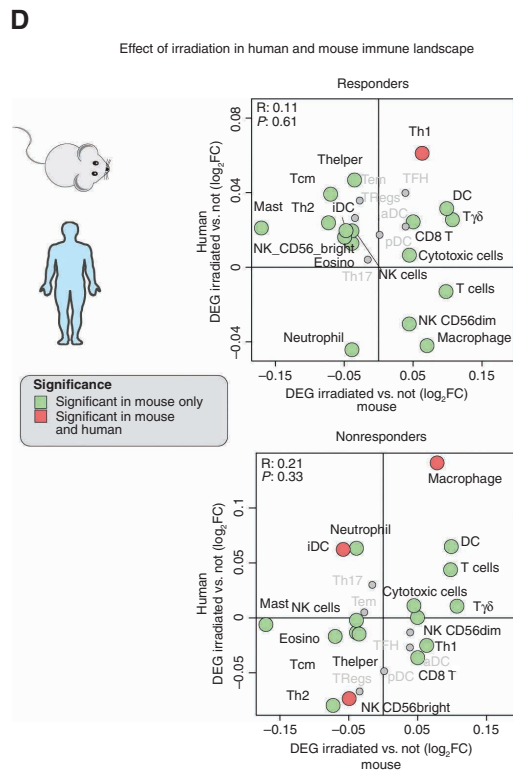 D
Effect of irradiation in human and mouse immune landscape
Responders
R: 0.11
P: 0.61
Human
DEG irradiated vs. not (log2FC)
0.08
0.04
0
−0.04
Th1
Thelper
Tem
TFH
Tcm
TRegs
DC
Mast
Th2
iDC
aDC
Tγδ
CD8 T
NK_CD56_bright
pDC
Eosino
Cytotoxic cells
Th17
NK cells
T cells
NK CD56dim
Neutrophil
Macrophage
−0.15
−0.05
0.05
0.15
DEG irradiated vs. not (log2FC)
mouse
Significance
Significant in mouse only
Significant in mouse
and human
Nonresponders
R: 0.21
P: 0.33
Human
DEG irradiated vs. not (log2FC)
0.1
0.05
0
−0.05
Macrophage
Neutrophil
iDC
DC
T cells
Th17
Cytotoxic cells
Tem
Mast
NK cells
Tγδ
Eosino
NK CD56dim
TFH
Th1
Tcm
Thelper
aDC
TRegs
pDC
CD8 T
Th2
NK CD56bright
−0.15
−0.05
0.05
0.15
DEG irradiated vs. not (log2FC)
mouse